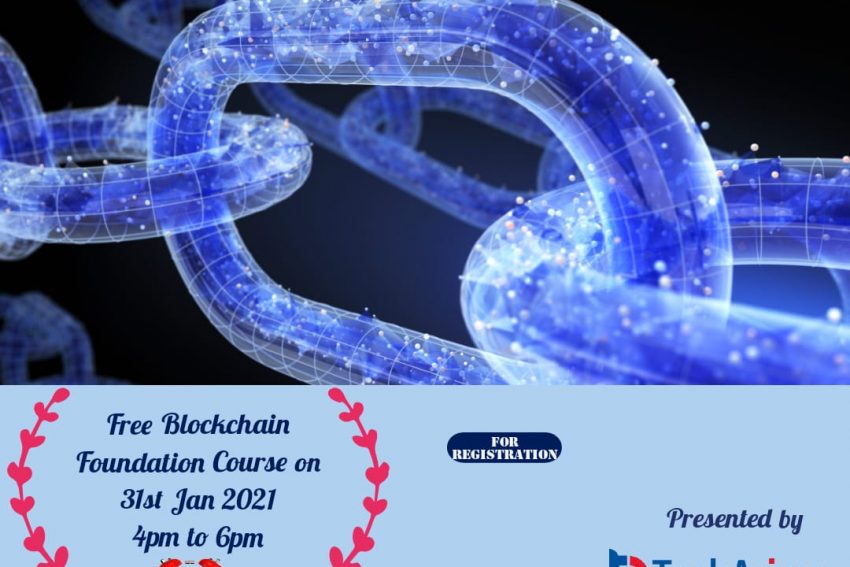 Free Blockchain
Foundation Course on
31st Jan 2021
4pm to 6pm
FOR
REGISTRATION
Presented by